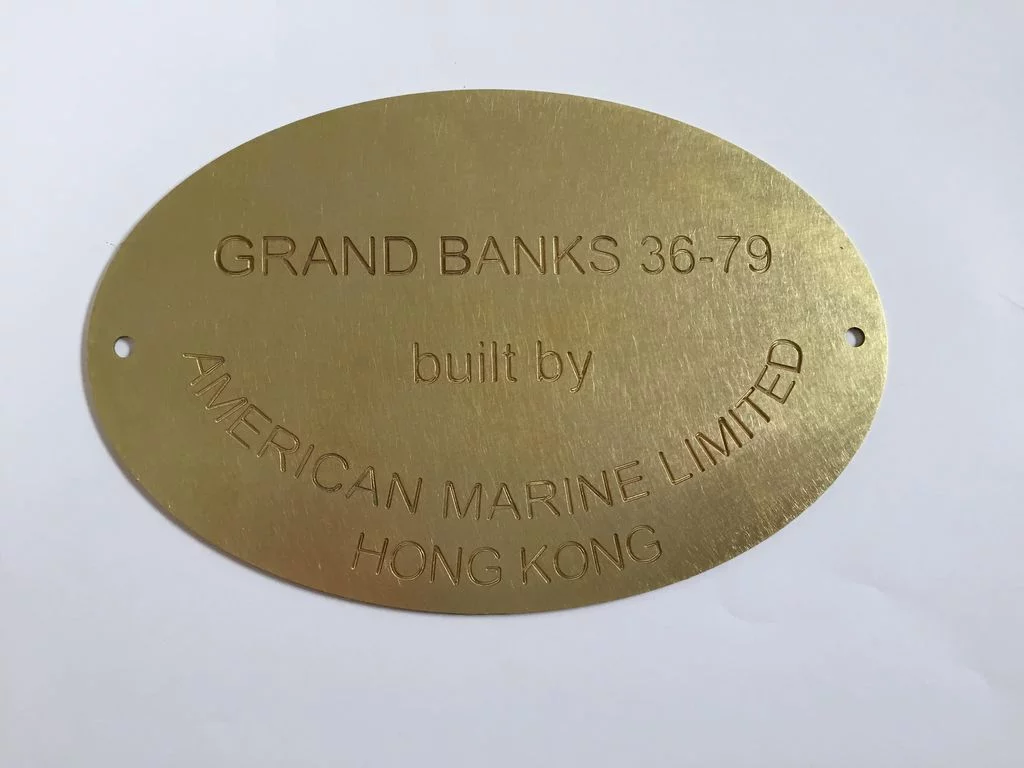 GRAND BANKS 36-79
built by
AMERICAN MARINE LIMITED
HONG KONG